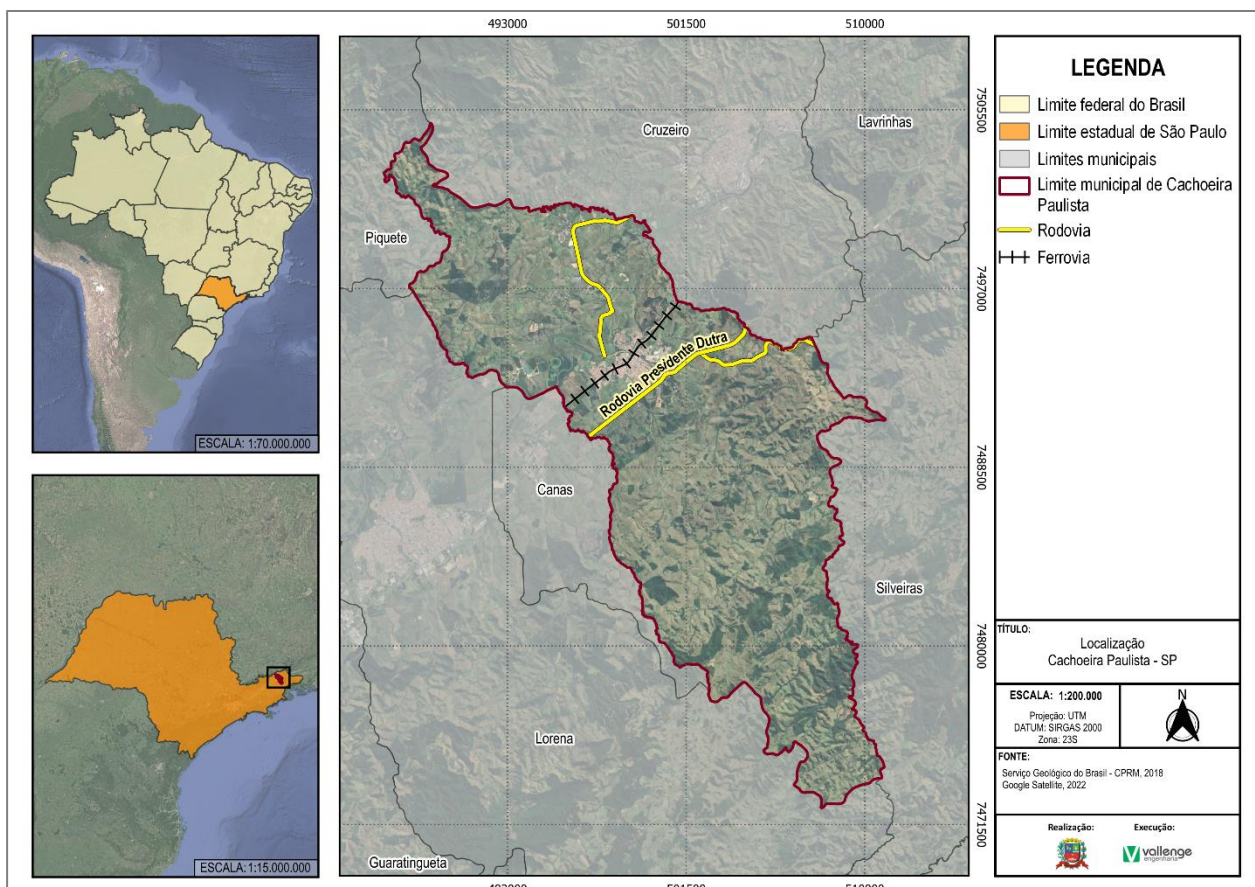 493000
501500
510000
7505500
7497000
7488500
7480000
7471500
Cruzeiro
Lavrinhas
Piquete
Rodovia Presidente Dutra
Canas
Silveiras
Lorena
Guaratingueta
493000
501500
510000
ESCALA: 1:70.000.000
ESCALA: 1:15.000.000
LEGENDA
Limite federal do Brasil
Limite estadual de São Paulo
Limites municipais
Limite municipal de Cachoeira
Paulista
Rodovia
Ferrovia
TÍTULO:
Localização
Cachoeira Paulista - SP
ESCALA: 1:200.000
Projeção: UTM
DATUM: SIRGAS 2000
Zona: 23S
N
FONTE:
Serviço Geológico do Brasil - CPRM, 2018
Google Satellite, 2022
Realização:
Execução:
vallenge
engenharia